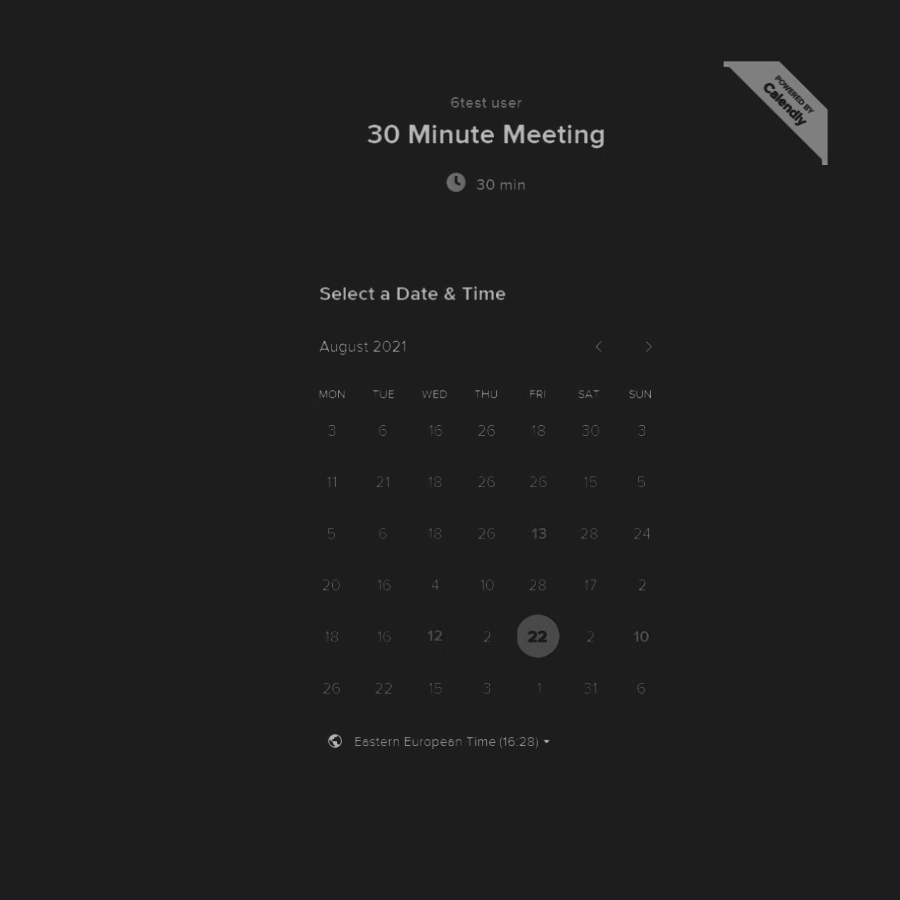 POWERED BY
Calendly
6test user
30 Minute Meeting
30 min
Select a Date & Time
August 2021
MON TUE WED THU FRI SAT SUN
3 6 16 26 18 30 3
11 21 18 26 26 15 5
5 6 18 26 13 28 24
20 16 4 10 28 17 2
18 16 12 2 22 2 10
26 22 15 3 1 31 6
Eastern European Time (16:28)